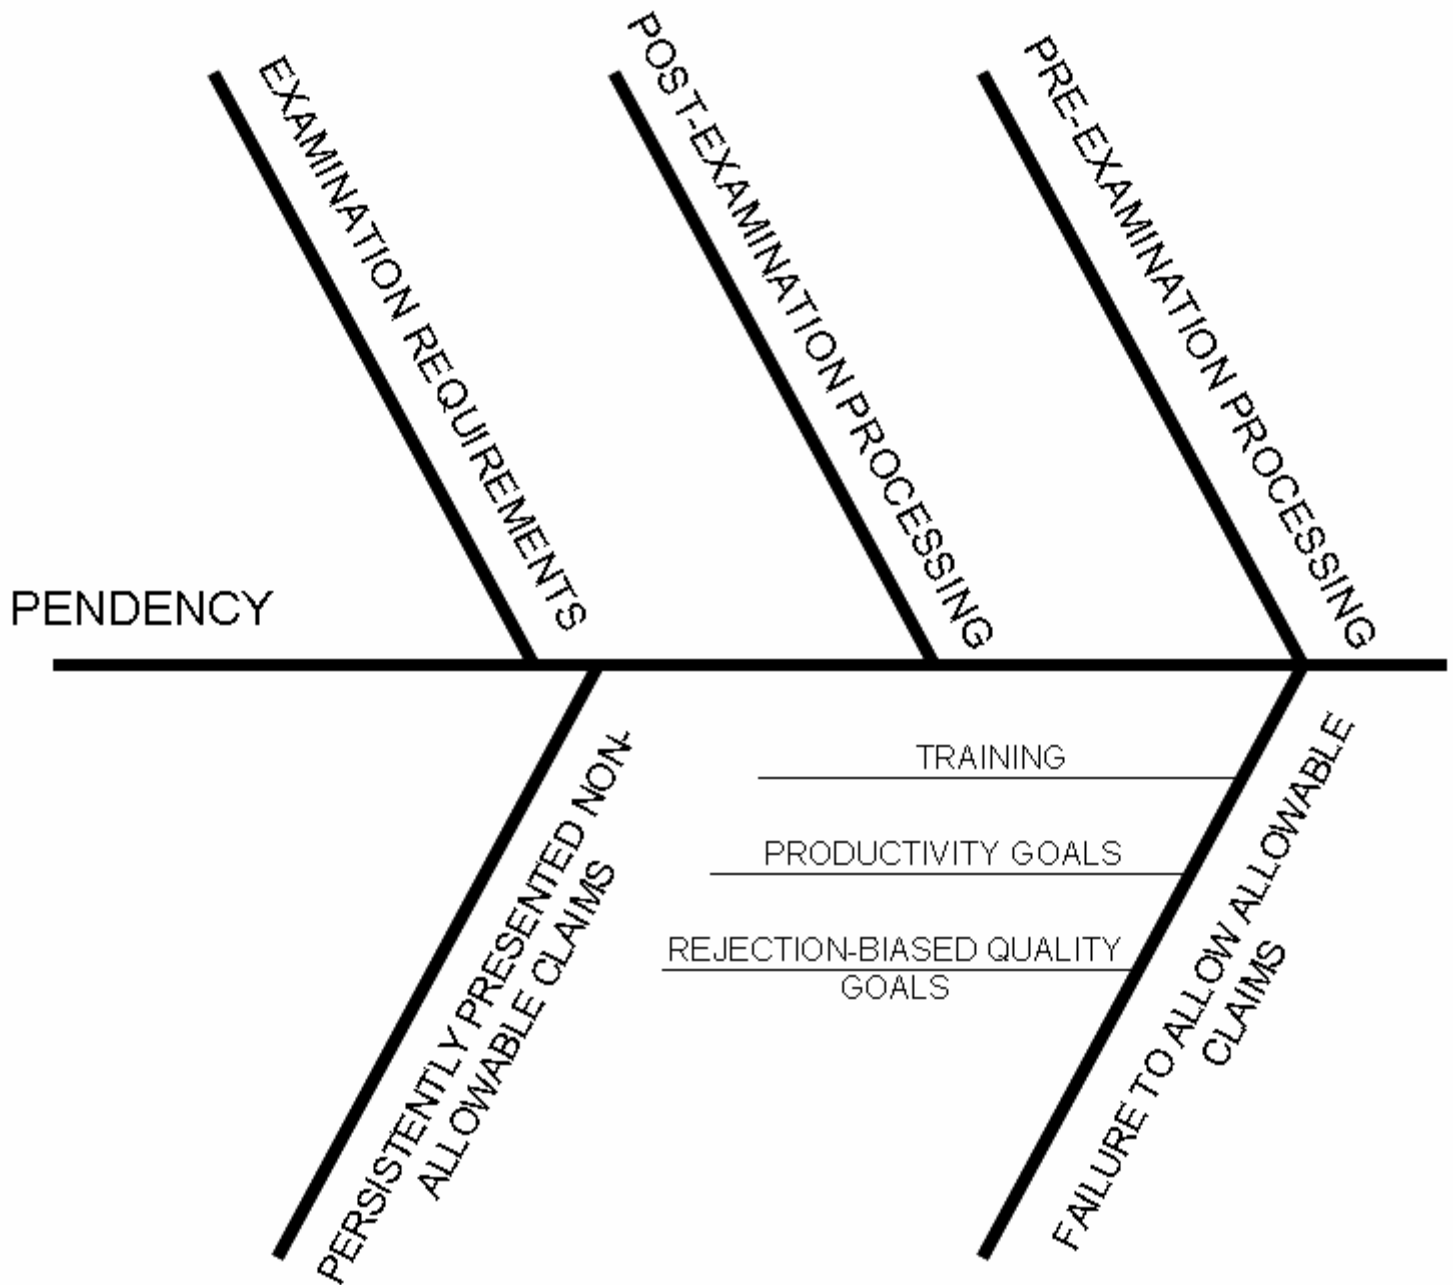 EXAMINATION REQUIREMENTS
POST-EXAMINATION PROCESSING
PRE-EXAMINATION PROCESSING
PENDENCY
PERSISTENTLY PRESENTED NON-
ALLOWABLE CLAIMS
TRAINING
PRODUCTIVITY GOALS
REJECTION-BIASED QUALITY
GOALS
FAILURE TO ALLOW ALLOWABLE
CLAIMS